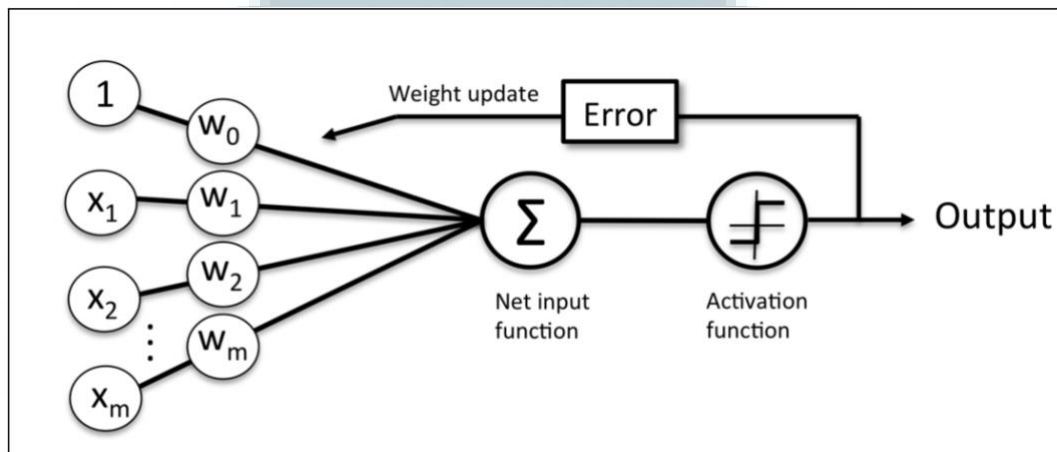 1
w₀
Weight update
Error
x₁
w₁
Σ
Output
x₂
w₂
Net input
function
Activation
function
⋮
wₘ
xₘ